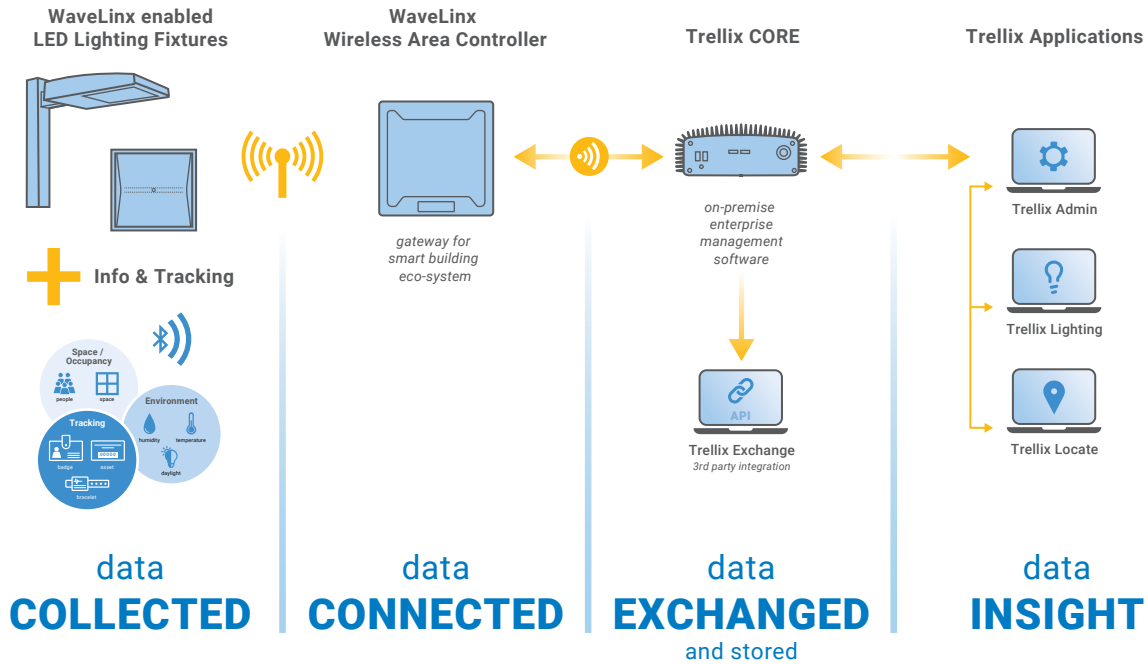 WaveLinx enabled
LED Lighting Fixtures
Info & Tracking
Space /
Occupancy
people
space
Environment
humidity
temperature
daylight
Tracking
badge
asset
bracelet
data
COLLECTED
WaveLinx
Wireless Area Controller
gateway for
smart building
eco-system
data
CONNECTED
Trellix CORE
on-premise
enterprise
management
software
API
Trellix Exchange
3rd party integration
data
EXCHANGED
and stored
Trellix Applications
Trellix Admin
Trellix Lighting
Trellix Locate
data
INSIGHT